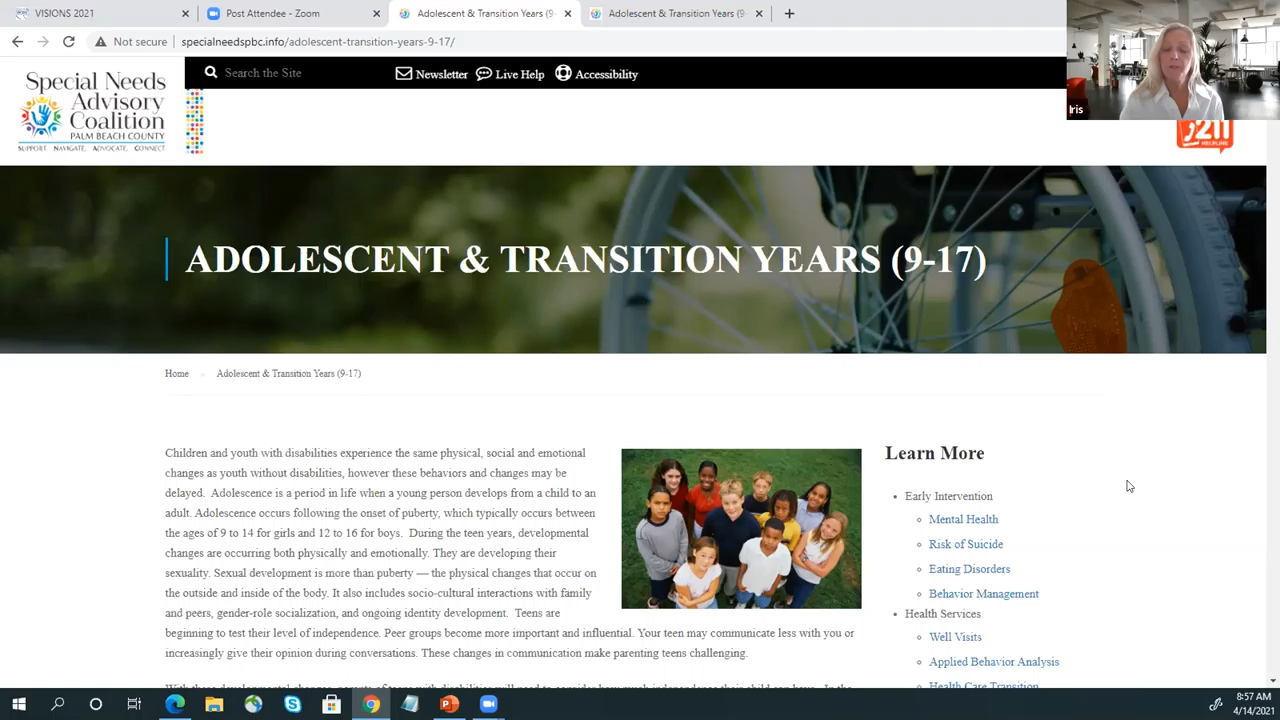 VISIONS 2021
Post Attendee - Zoom
Adolescent & Transition Years (9-
Adolescent & Transition Years (9-
Not secure
specialneedspbc.info/adolescent-transition-years-9-17/
Search the Site
Newsletter
Live Help
Accessibility
Iris
Special Needs
Advisory
Coalition
PALM BEACH COUNTY
SUPPORT, NAVIGATE, ADVOCATE, CONNECT
211
HELPLINE
ADOLESCENT & TRANSITION YEARS (9-17)
Home
Adolescent & Transition Years (9-17)
Children and youth with disabilities experience the same physical, social and emotional
changes as youth without disabilities, however these behaviors and changes may be
delayed. Adolescence is a period in life when a young person develops from a child to an
adult. Adolescence occurs following the onset of puberty, which typically occurs between
the ages of 9 to 14 for girls and 12 to 16 for boys. During the teen years, developmental
changes are occurring both physically and emotionally. They are developing their
sexuality. Sexual development is more than puberty — the physical changes that occur on
the outside and inside of the body. It also includes socio-cultural interactions with family
and peers, gender-role socialization, and ongoing identity development. Teens are
beginning to test their level of independence. Peer groups become more important and influential. Your teen may communicate less with you or
increasingly give their opinion during conversations. These changes in communication make parenting teens challenging.
Learn More
Early Intervention
Mental Health
Risk of Suicide
Eating Disorders
Behavior Management
Health Services
Well Visits
Applied Behavior Analysis
Health Care Transition
8:57 AM
4/14/2021